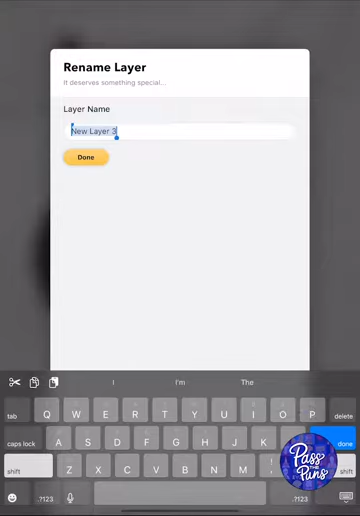 Rename Layer
It deserves something special...
Layer Name
New Layer 3
Done
I I'm The
tab Q W E R T Y U I O P delete
caps lock A S D F G H J K done
shift Z X C V B N M shift
.?123 .?123
Pass
THE
Puns